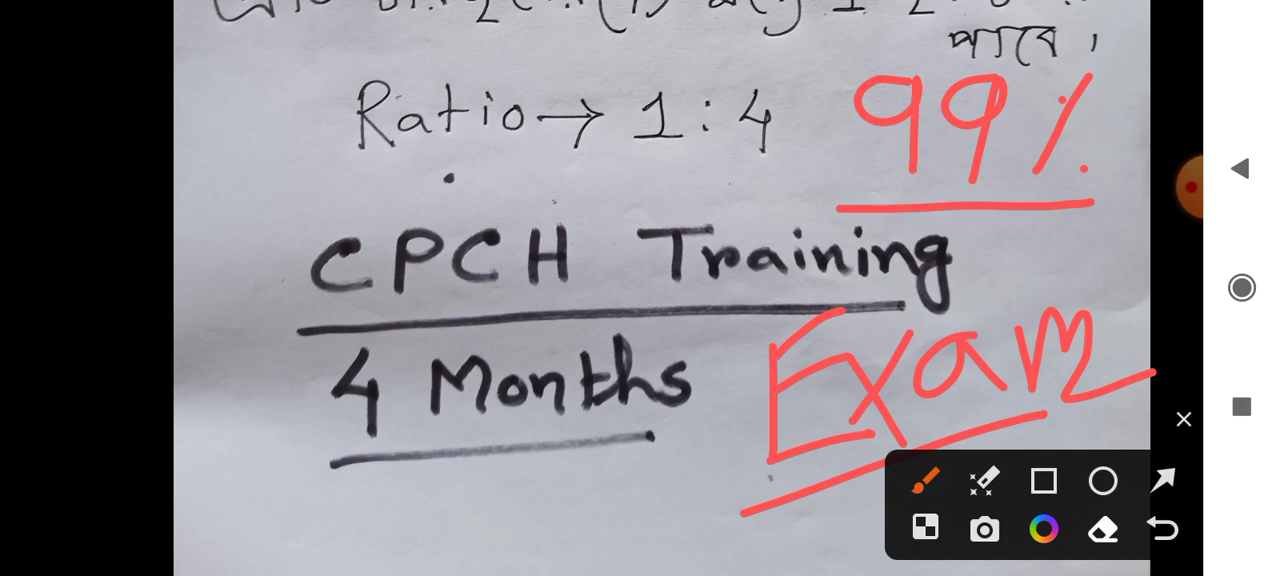 পাবে।
Ratio → 1 : 4 99%
CPCH Training
4 Months Exam